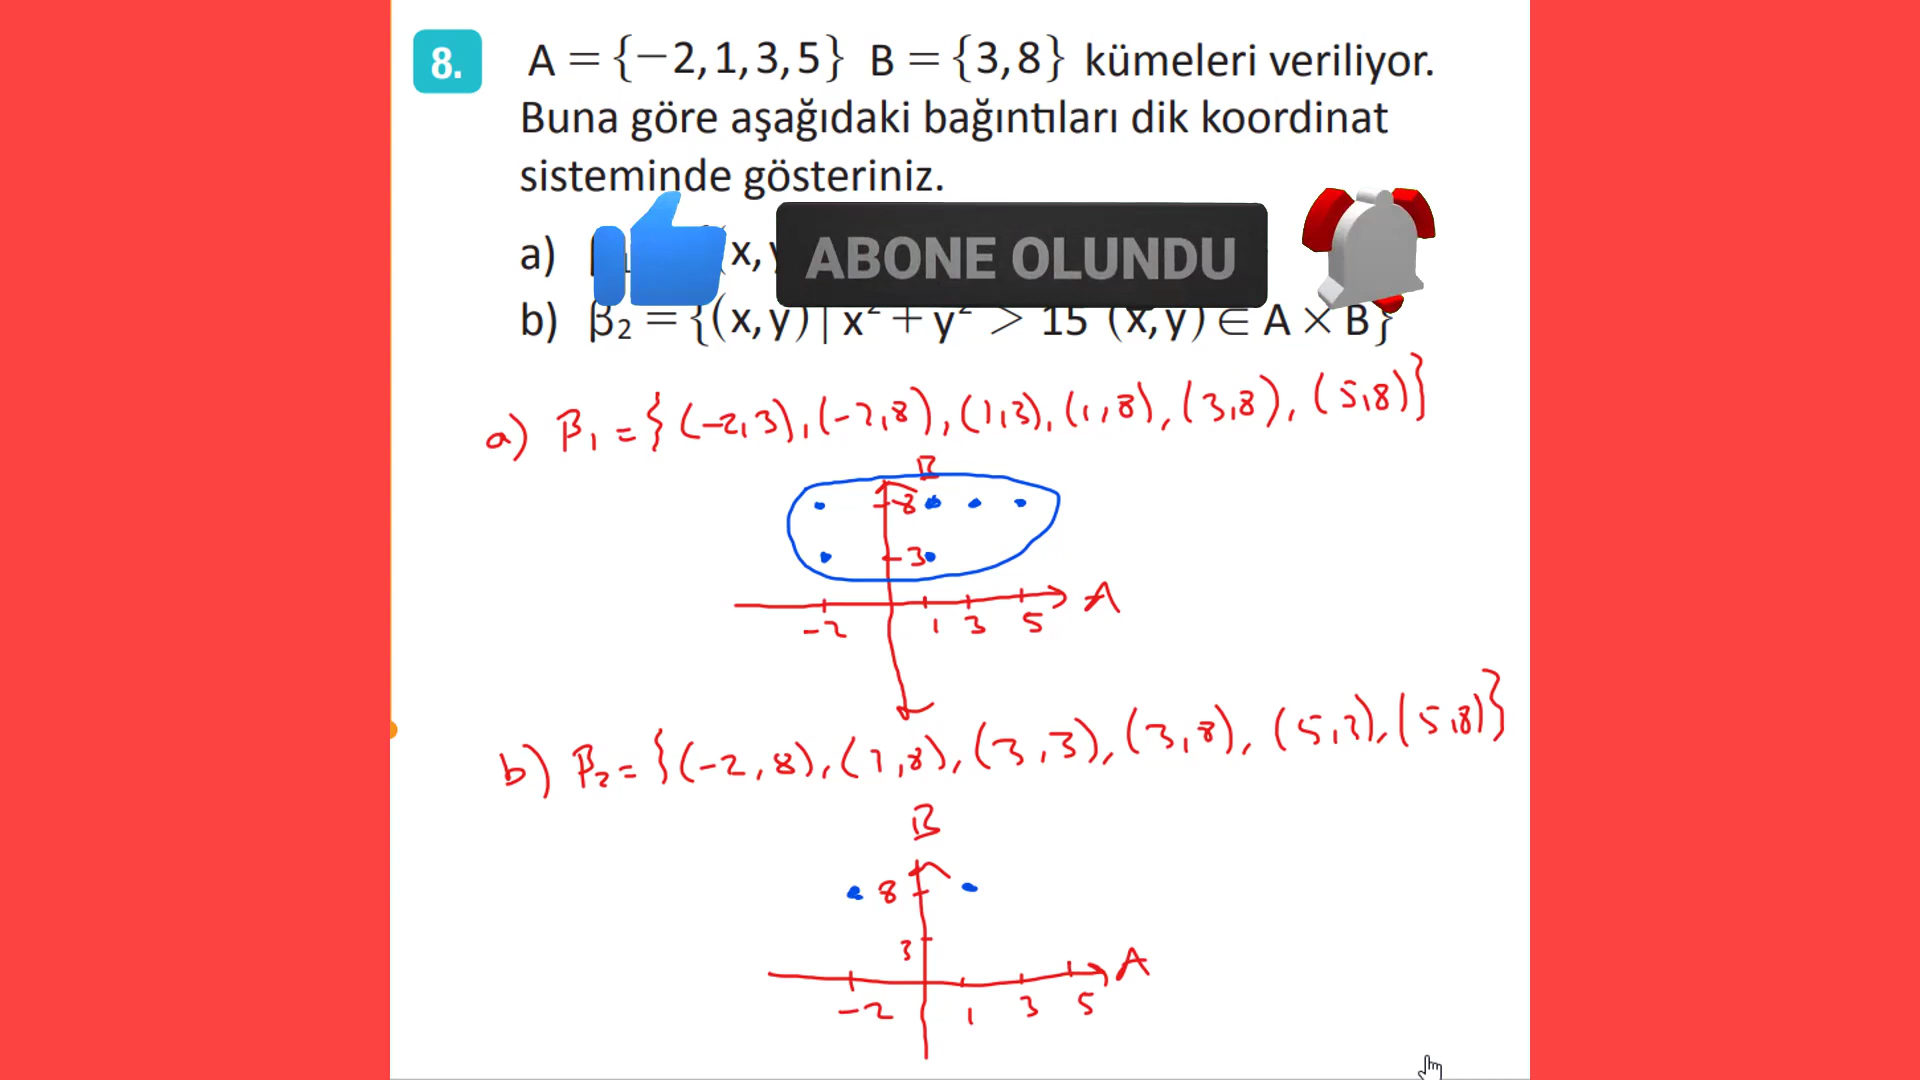 8. A = {−2, 1, 3, 5} B = {3, 8} kümeleri veriliyor.
Buna göre aşağıdaki bağıntıları dik koordinat
sisteminde gösteriniz.
a) (x, y
ABONE OLUNDU
b) β₂ = {(x, y) | x² + y² > 15 (x, y) ∈ A × B}
a) β₁ = {(-2,3), (-2,8), (1,3), (1,8), (3,8), (5,8)}
B
8
3
A
-2 1 3 5
b) β₂ = {(-2,8), (1,8), (3,3), (3,8), (5,3), (5,8)}
B
8
3
A
-2 1 3 5